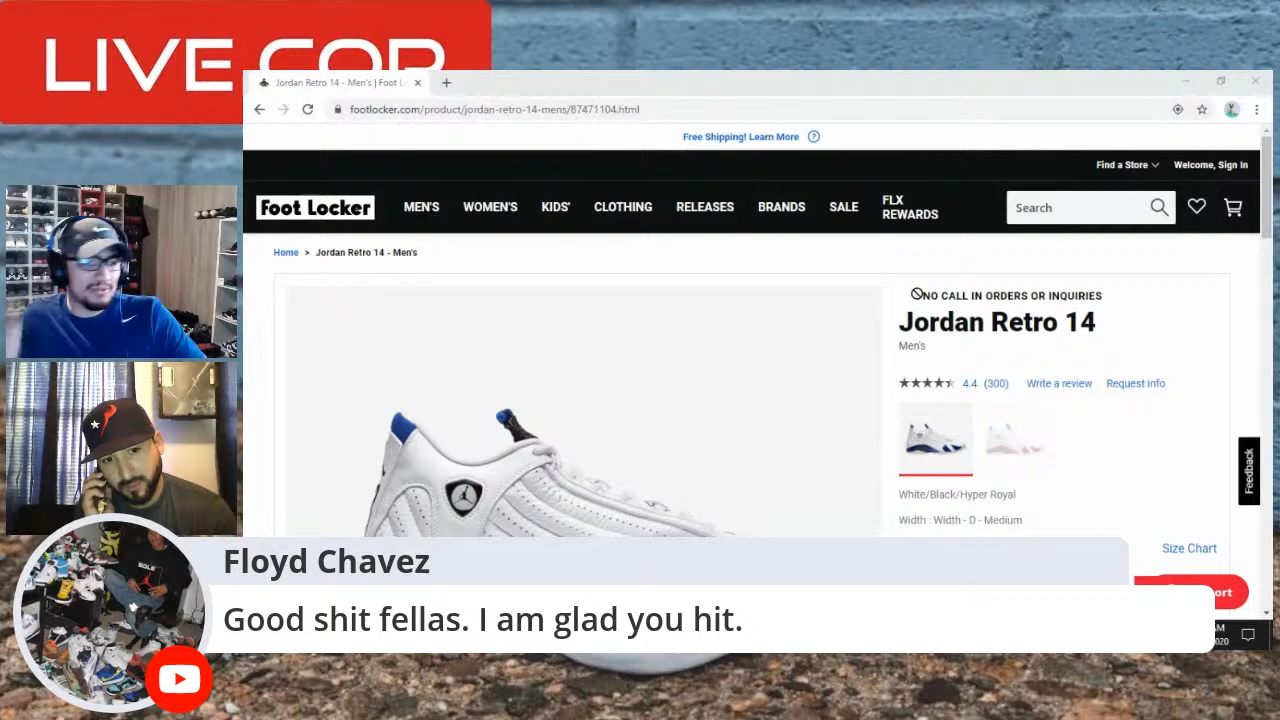 LIVE COP
Jordan Retro 14 - Men's | Foot L
footlocker.com/product/jordan-retro-14-mens/87471104.html
Free Shipping! Learn More ?
Find a Store
Welcome, Sign In
Foot Locker
MEN'S
WOMEN'S
KIDS'
CLOTHING
RELEASES
BRANDS
SALE
FLX
REWARDS
Search
Home > Jordan Retro 14 - Men's
NO CALL IN ORDERS OR INQUIRIES
Jordan Retro 14
Men's
4.4 (300) Write a review Request info
White/Black/Hyper Royal
Width : Width - D - Medium
Size Chart
Feedback
ort
AM
2020
SOLE
Floyd Chavez
Good shit fellas. I am glad you hit.